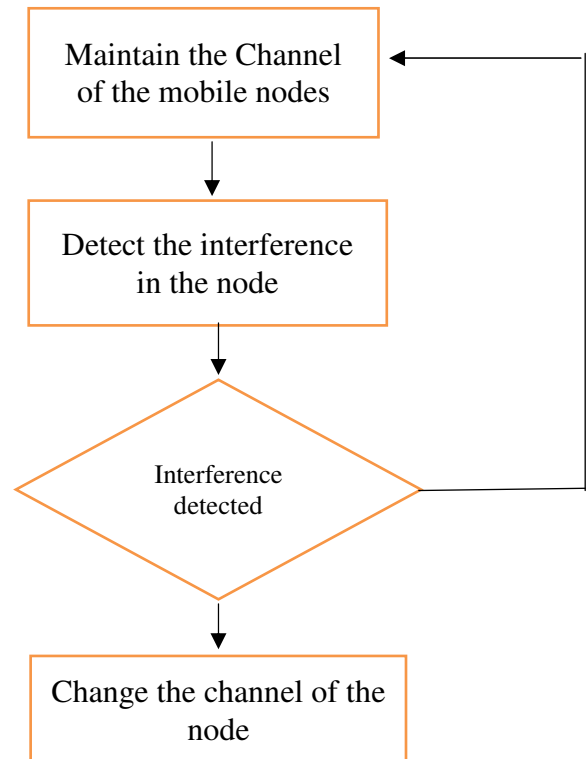 Maintain the Channel
of the mobile nodes
Detect the interference
in the node
Interference
detected
Change the channel of the
node